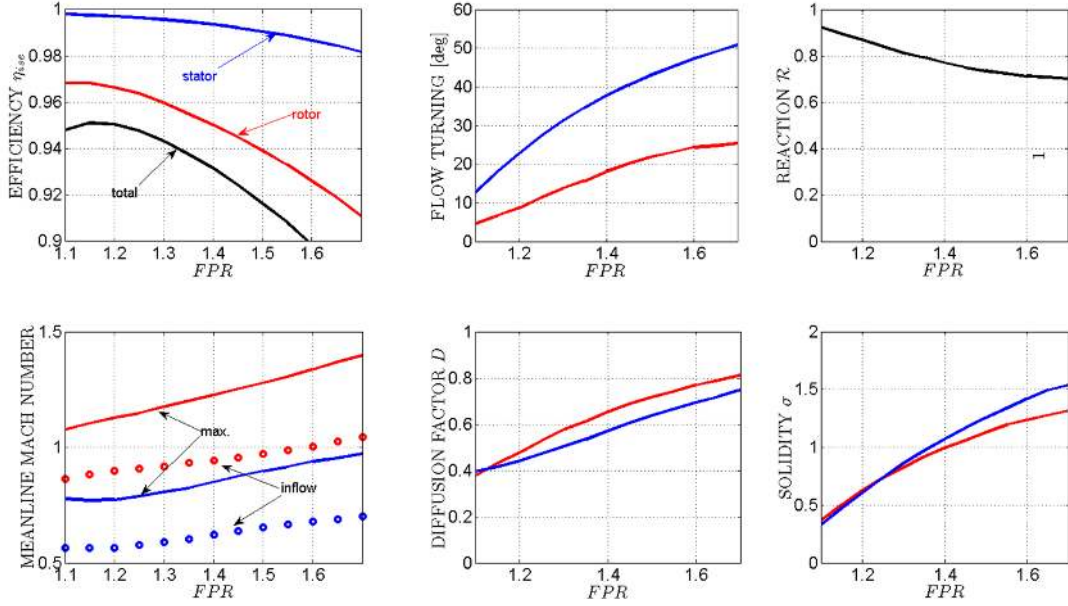 1
0.98
0.96
0.94
0.92
0.9
EFFICIENCY η_ise
stator
rotor
total
1.1 1.2 1.3 1.4 1.5 1.6
FPR
60
50
40
30
20
10
0
FLOW TURNING [deg]
1.2 1.4 1.6
FPR
1
0.8
0.6
0.4
0.2
0
REACTION R
1
1.2 1.4 1.6
FPR
1.5
1
0.5
MEANLINE MACH NUMBER
max.
inflow
1.1 1.2 1.3 1.4 1.5 1.6
FPR
1
0.8
0.6
0.4
0.2
0
DIFFUSION FACTOR D
1.2 1.4 1.6
FPR
2
1.5
1
0.5
0
SOLIDITY σ
1.2 1.4 1.6
FPR